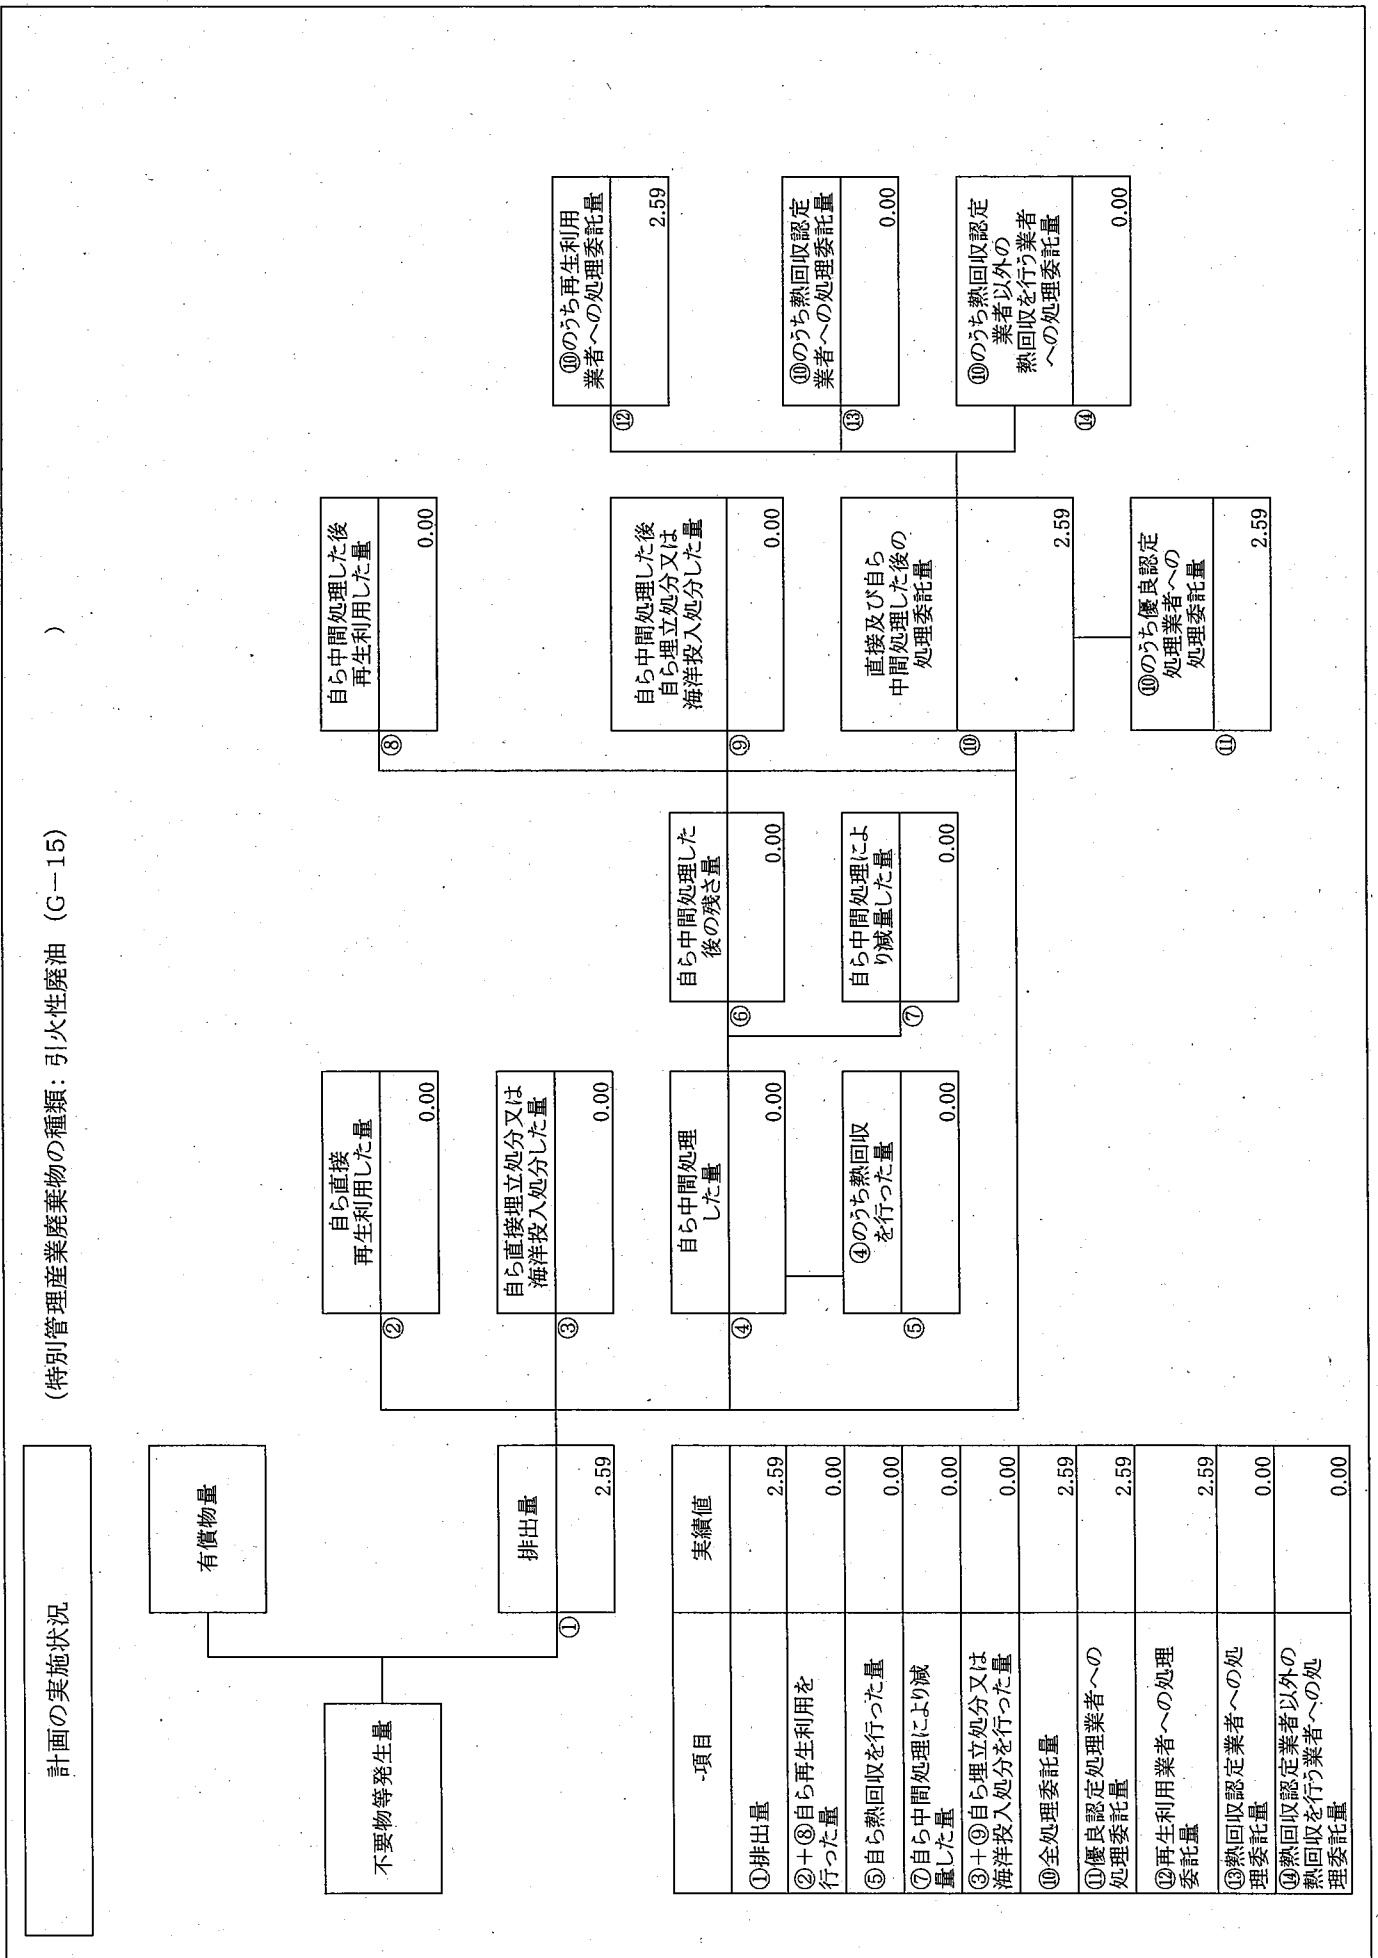 計画の実施状況
(特別管理産業廃棄物の種類: 引火性廃油 (G-15)
)
不要物等発生量
有償物量
①
排出量
2.59
②
自ら直接
再生利用した量
0.00
③
自ら直接埋立処分又は
海洋投入処分した量
0.00
④
自ら中間処理
した量
0.00
⑤
④のうち熱回収
を行った量
0.00
⑥
自ら中間処理した
後の残さ量
0.00
⑦
自ら中間処理によ
り減量した量
0.00
⑧
自ら中間処理した後
再生利用した量
0.00
⑨
自ら中間処理した後
自ら埋立処分又は
海洋投入処分した量
0.00
⑩
直接及び自ら
中間処理した後の
処理委託量
2.59
⑪
⑩のうち優良認定
処理業者への
処理委託量
2.59
⑫
⑩のうち再生利用
業者への処理委託量
2.59
⑬
⑩のうち熱回収認定
業者への処理委託量
0.00
⑭
⑩のうち熱回収認定
業者以外の
熱回収を行う業者
への処理委託量
0.00
項目
実績値
①排出量
2.59
②+⑧自ら再生利用を
行った量
0.00
⑤自ら熱回収を行った量
0.00
⑦自ら中間処理により減
量した量
0.00
③+⑨自ら埋立処分又は
海洋投入処分を行った量
0.00
⑩全処理委託量
2.59
⑪優良認定処理業者への
処理委託量
2.59
⑫再生利用業者への処理
委託量
2.59
⑬熱回収認定業者への処
理委託量
0.00
⑭熱回収認定業者以外の
熱回収を行う業者への処
理委託量
0.00